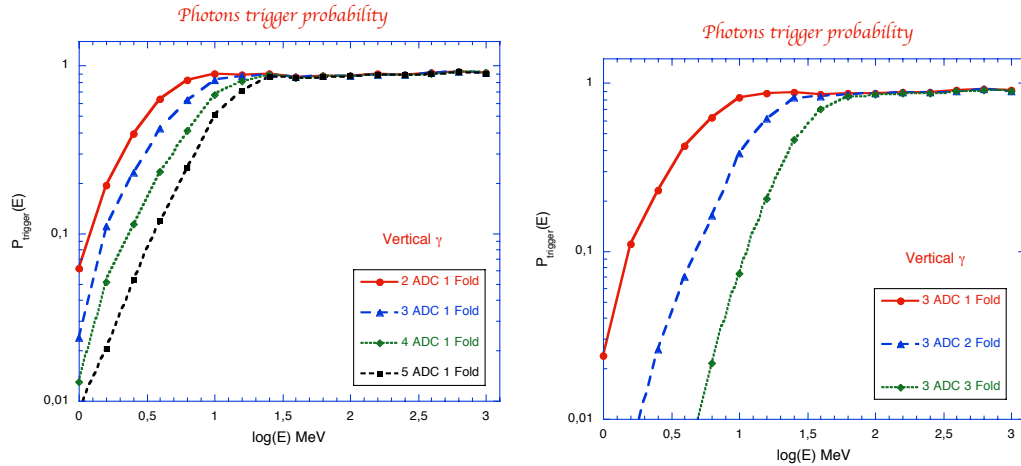 Photons trigger probability
1
0,1
0,01
P_trigger(E)
Vertical γ
2 ADC 1 Fold
3 ADC 1 Fold
4 ADC 1 Fold
5 ADC 1 Fold
0 0,5 1 1,5 2 2,5 3
log(E) MeV
Photons trigger probability
1
0,1
0,01
P_trigger(E)
Vertical γ
3 ADC 1 Fold
3 ADC 2 Fold
3 ADC 3 Fold
0 0,5 1 1,5 2 2,5 3
log(E) MeV